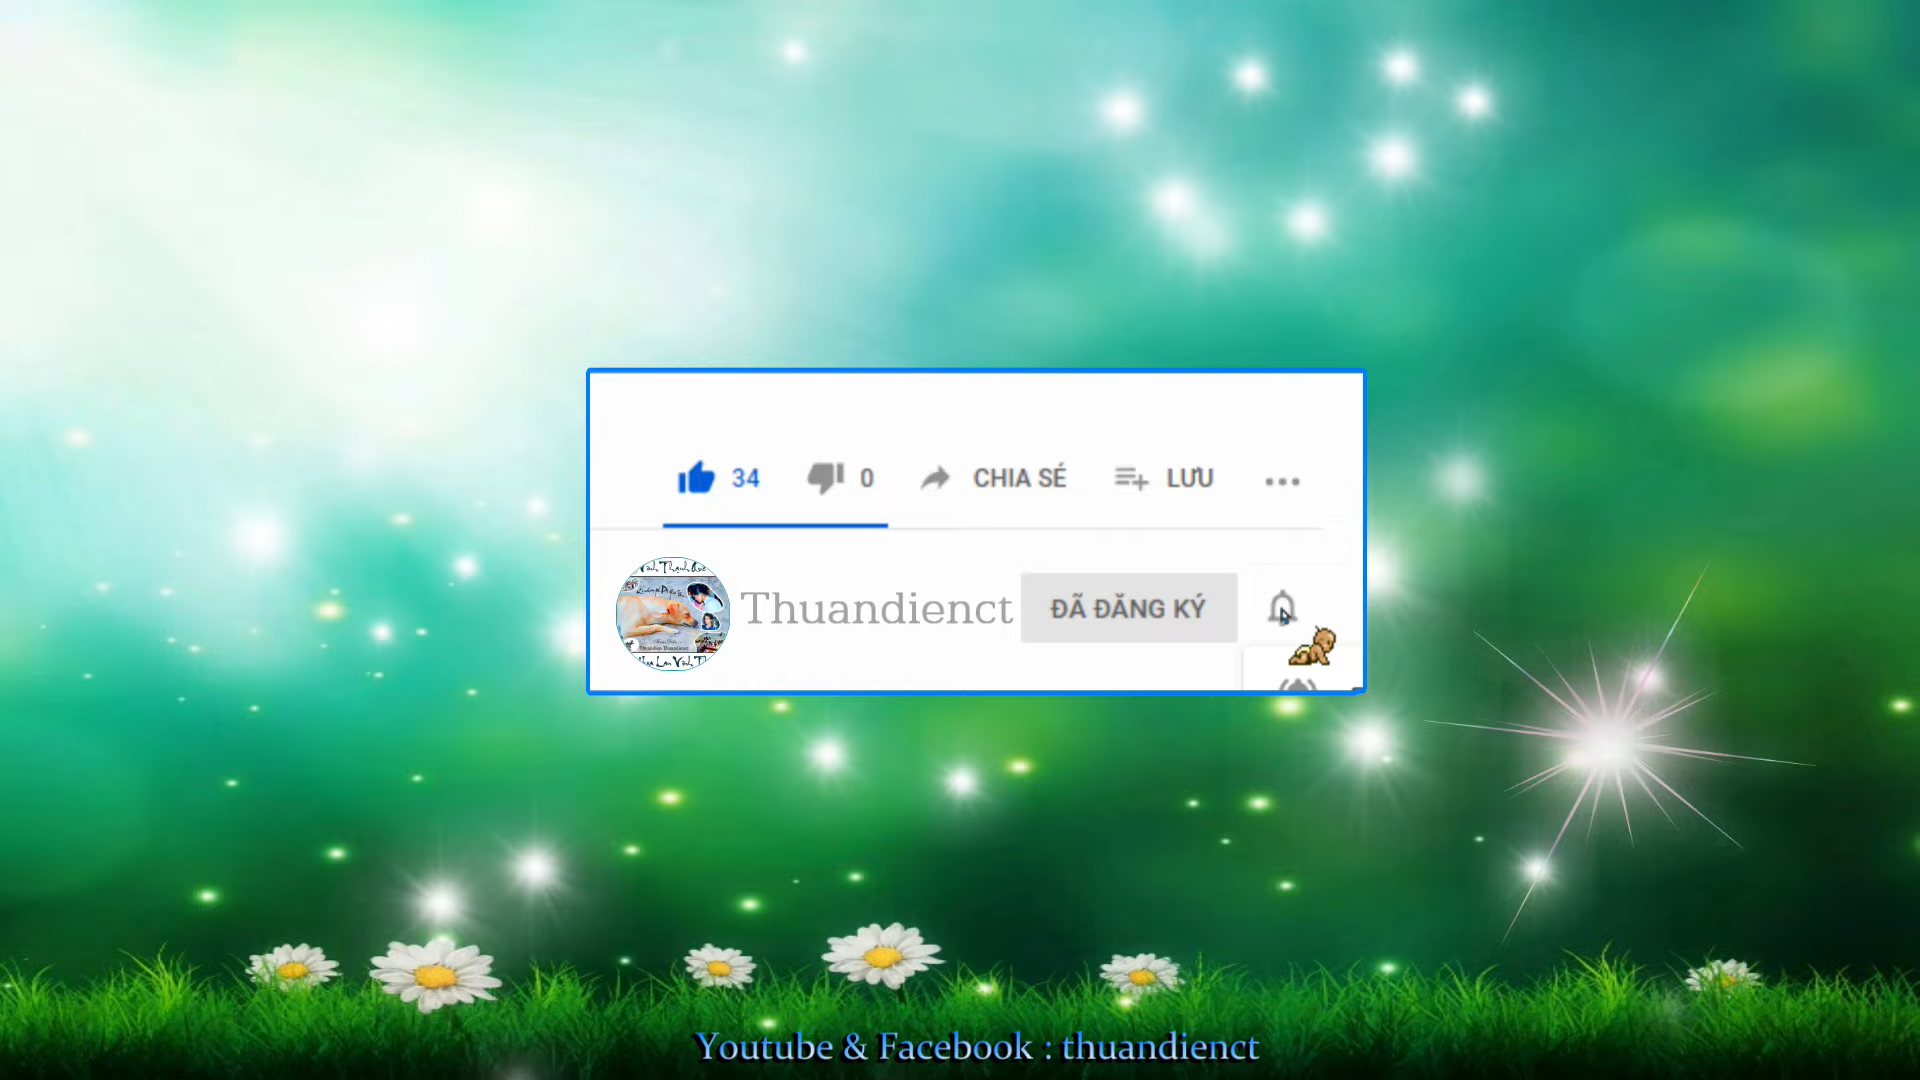 34 0 CHIA SẺ LƯU
Thuandienct ĐÃ ĐĂNG KÝ
Youtube & Facebook : thuandienct